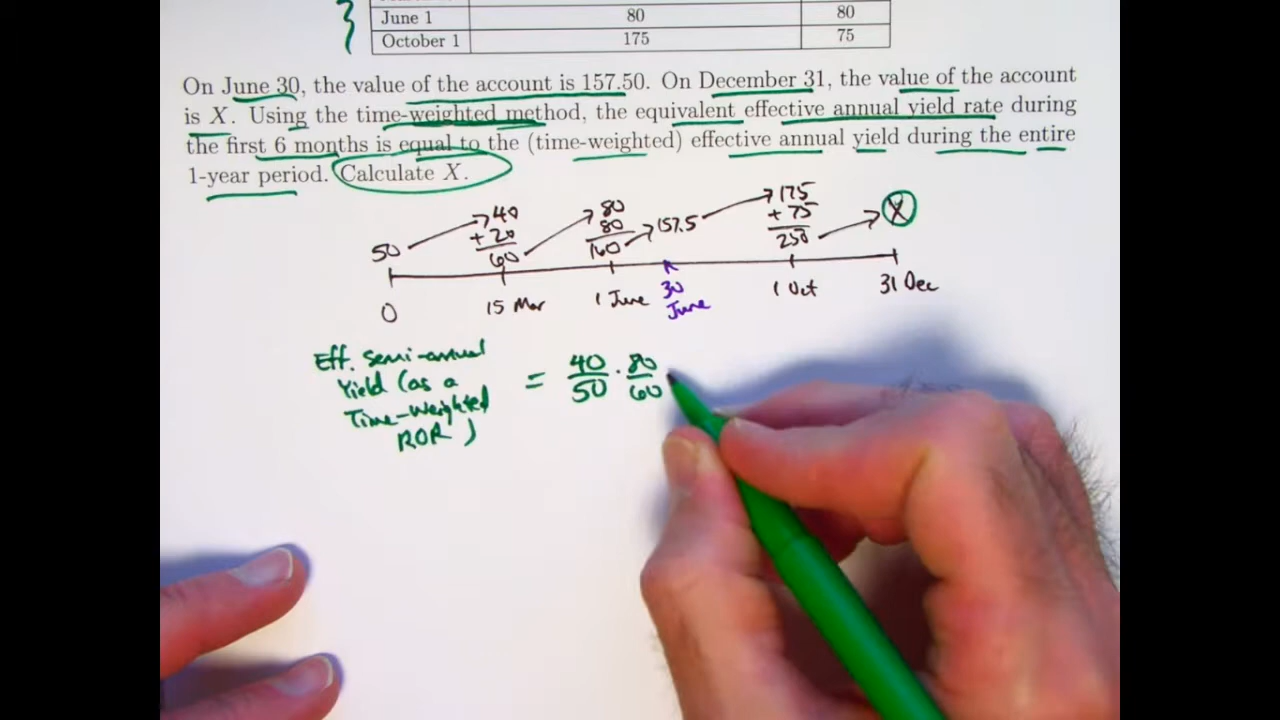 June 1 80 80
October 1 175 75
On June 30, the value of the account is 157.50. On December 31, the value of the account
is X. Using the time-weighted method, the equivalent effective annual yield rate during
the first 6 months is equal to the (time-weighted) effective annual yield during the entire
1-year period. Calculate X.
50
40
+ 20
60
80
80
160
157.5
175
+ 75
250
X
0
15 Mar
1 June
30
June
1 Oct
31 Dec
Eff. semi-annual
Yield (as a
Time-Weighted
ROR)
= 40/50 · 80/60